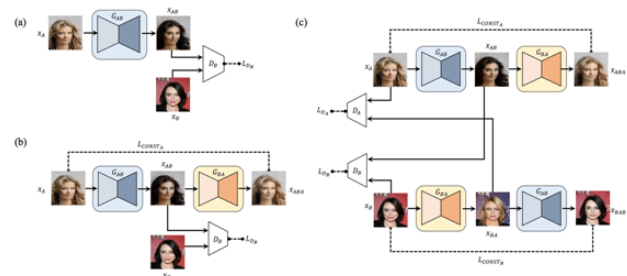 (a)
x_A
G_AB
x_AB
D_B
L_D_B
x_B
(b)
L_CONST_A
x_A
G_AB
x_AB
G_BA
x_ABA
D_B
L_D_B
(c)
L_CONST_A
x_A
G_AB
x_AB
G_BA
x_ABA
L_D_A
D_A
L_D_B
D_B
x_B
G_BA
x_BA
G_AB
x_BAB
L_CONST_B